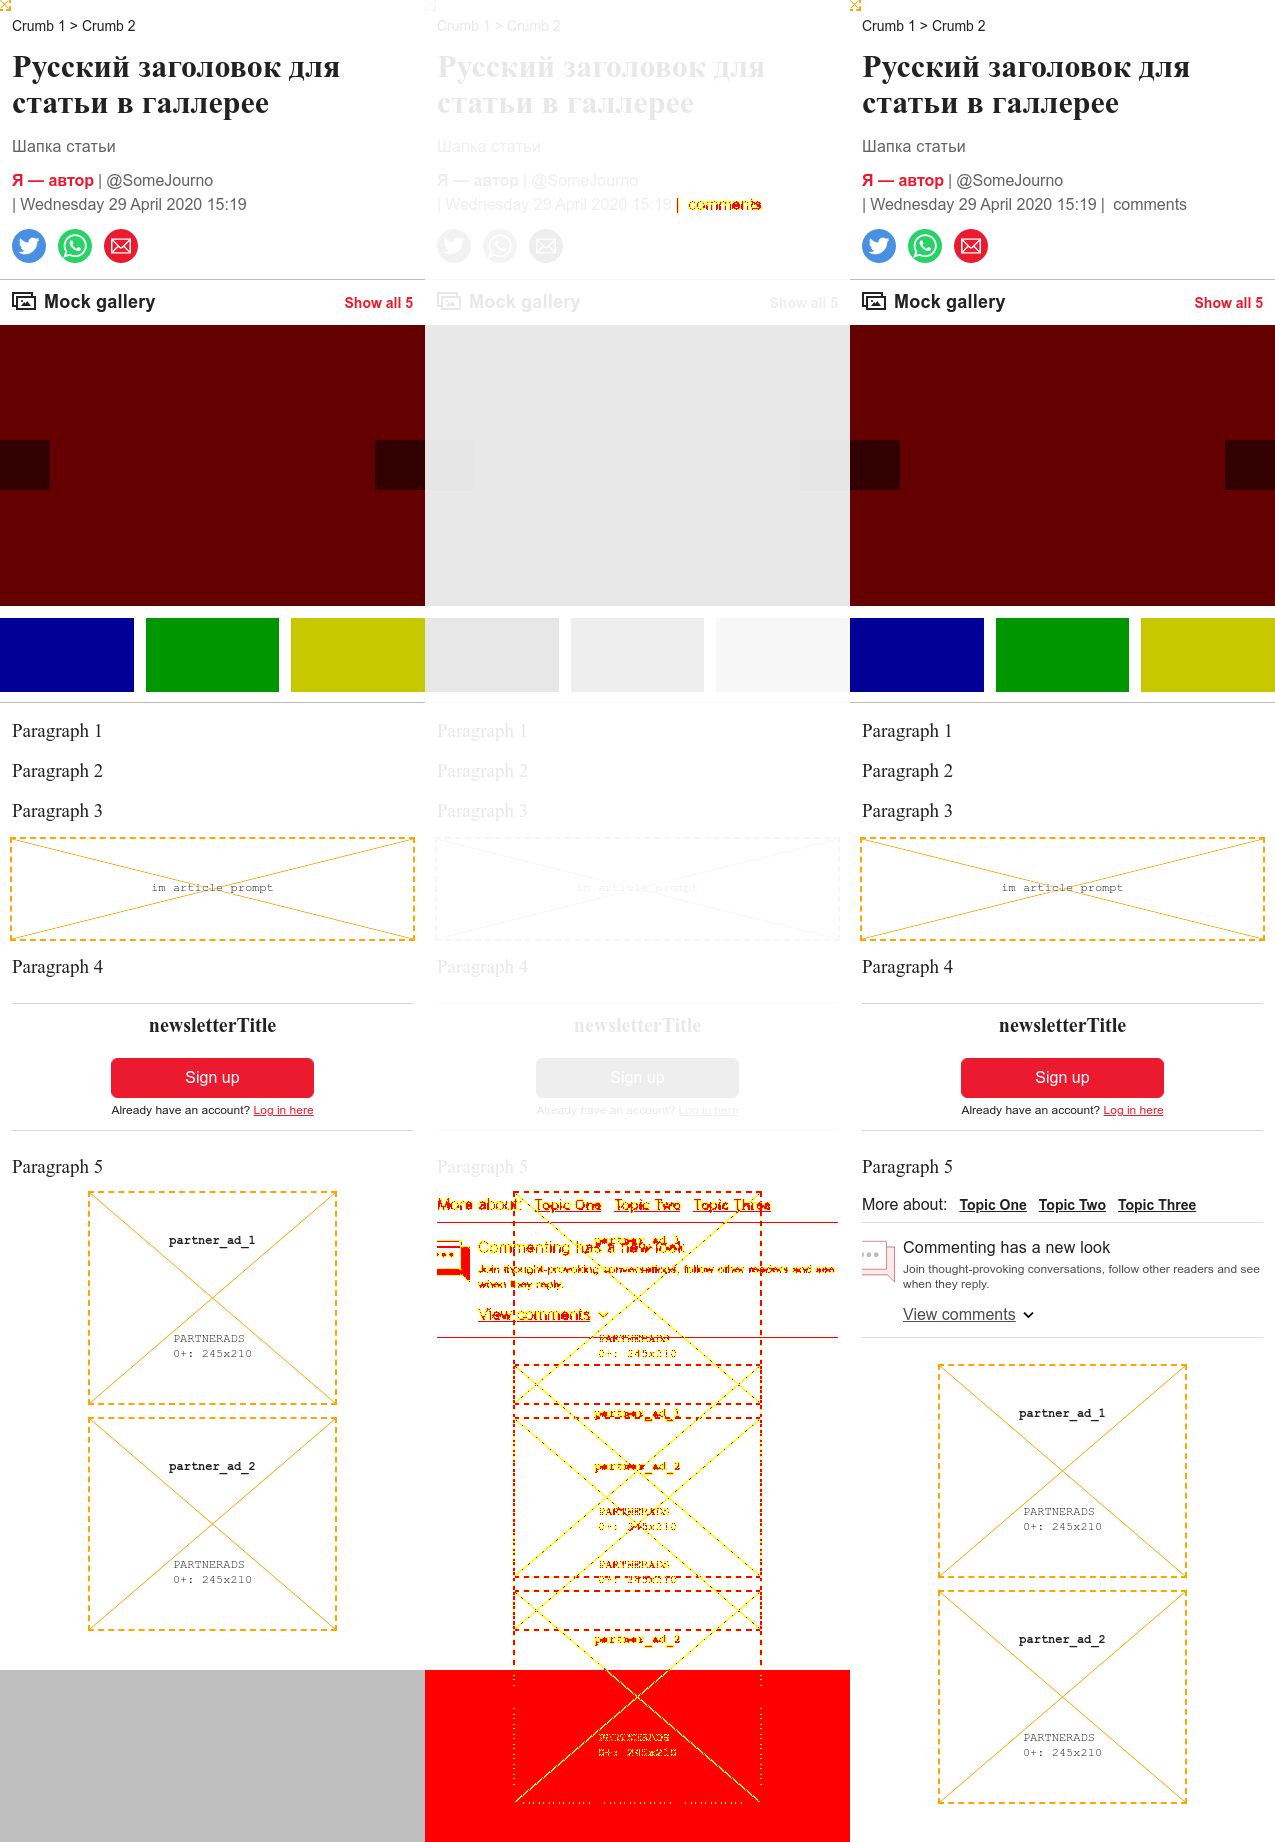 Crumb 1 > Crumb 2
Русский заголовок для
статьи в галлерее
Шапка статьи
Я — автор | @SomeJourno
| Wednesday 29 April 2020 15:19
Mock gallery
Show all 5
Paragraph 1
Paragraph 2
Paragraph 3
im article prompt
Paragraph 4
newsletterTitle
Sign up
Already have an account? Log in here
Paragraph 5
partner_ad_1
PARTNERADS
0+: 245x210
partner_ad_2
PARTNERADS
0+: 245x210
Crumb 1 > Crumb 2
Русский заголовок для
статьи в галлерее
Шапка статьи
Я — автор | @SomeJourno
| Wednesday 29 April 2020 15:19 | comments
Mock gallery
Show all 5
Paragraph 1
Paragraph 2
Paragraph 3
im article prompt
Paragraph 4
newsletterTitle
Sign up
Already have an account? Log in here
Paragraph 5
More about: Topic One Topic Two Topic Three
partner_ad_1
Commenting has a new look
Join thought-provoking conversations, follow other readers and see
when they reply.
View comments
PARTNERADS
0+: 245x210
partner_ad_1
partner_ad_2
PARTNERADS
0+: 245x210
PARTNERADS
0+: 245x210
partner_ad_2
PARTNERADS
0+: 245x210
Crumb 1 > Crumb 2
Русский заголовок для
статьи в галлерее
Шапка статьи
Я — автор | @SomeJourno
| Wednesday 29 April 2020 15:19 | comments
Mock gallery
Show all 5
Paragraph 1
Paragraph 2
Paragraph 3
im article prompt
Paragraph 4
newsletterTitle
Sign up
Already have an account? Log in here
Paragraph 5
More about: Topic One Topic Two Topic Three
Commenting has a new look
Join thought-provoking conversations, follow other readers and see
when they reply.
View comments
partner_ad_1
PARTNERADS
0+: 245x210
partner_ad_2
PARTNERADS
0+: 245x210